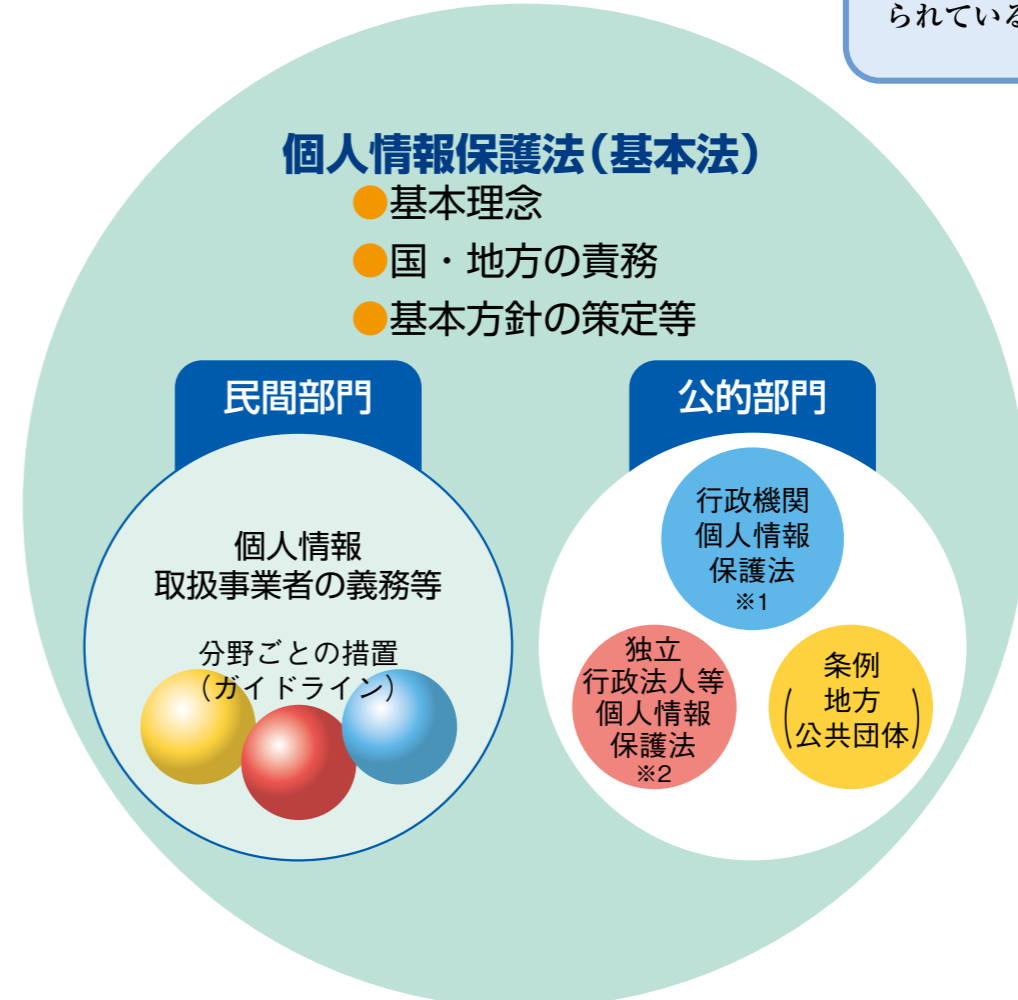 られている
個人情報保護法（基本法）
●基本理念
●国・地方の責務
●基本方針の策定等
民間部門
個人情報
取扱事業者の義務等
分野ごとの措置
（ガイドライン）
公的部門
行政機関
個人情報
保護法
※1
独立
行政法人等
個人情報
保護法
※2
条例
（地方
公共団体）